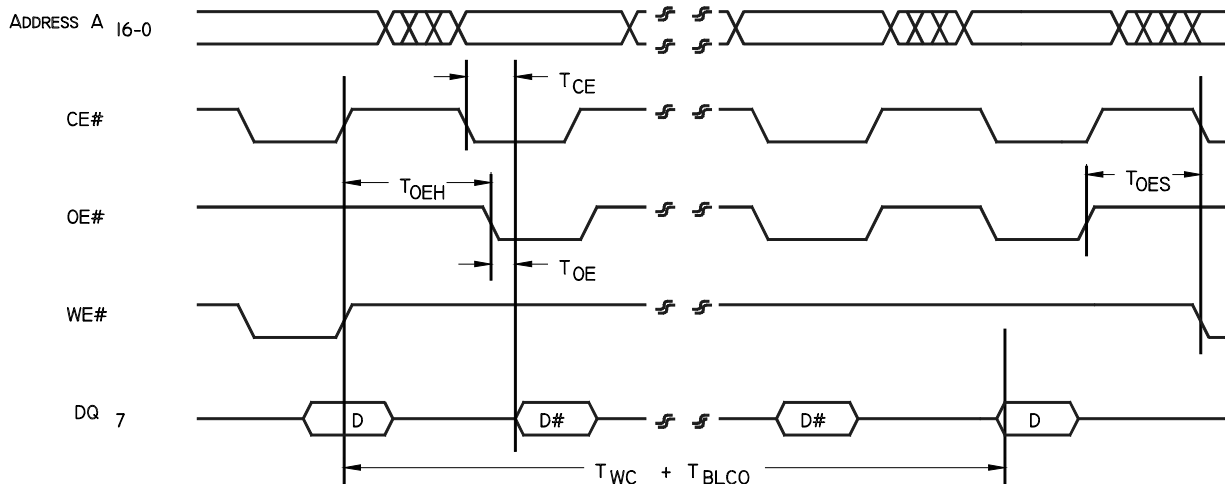 ADDRESS A 16-0
T CE
CE#
T OEH
T OES
OE#
T OE
WE#
DQ 7
D
D#
D#
D
T WC + T BLCO